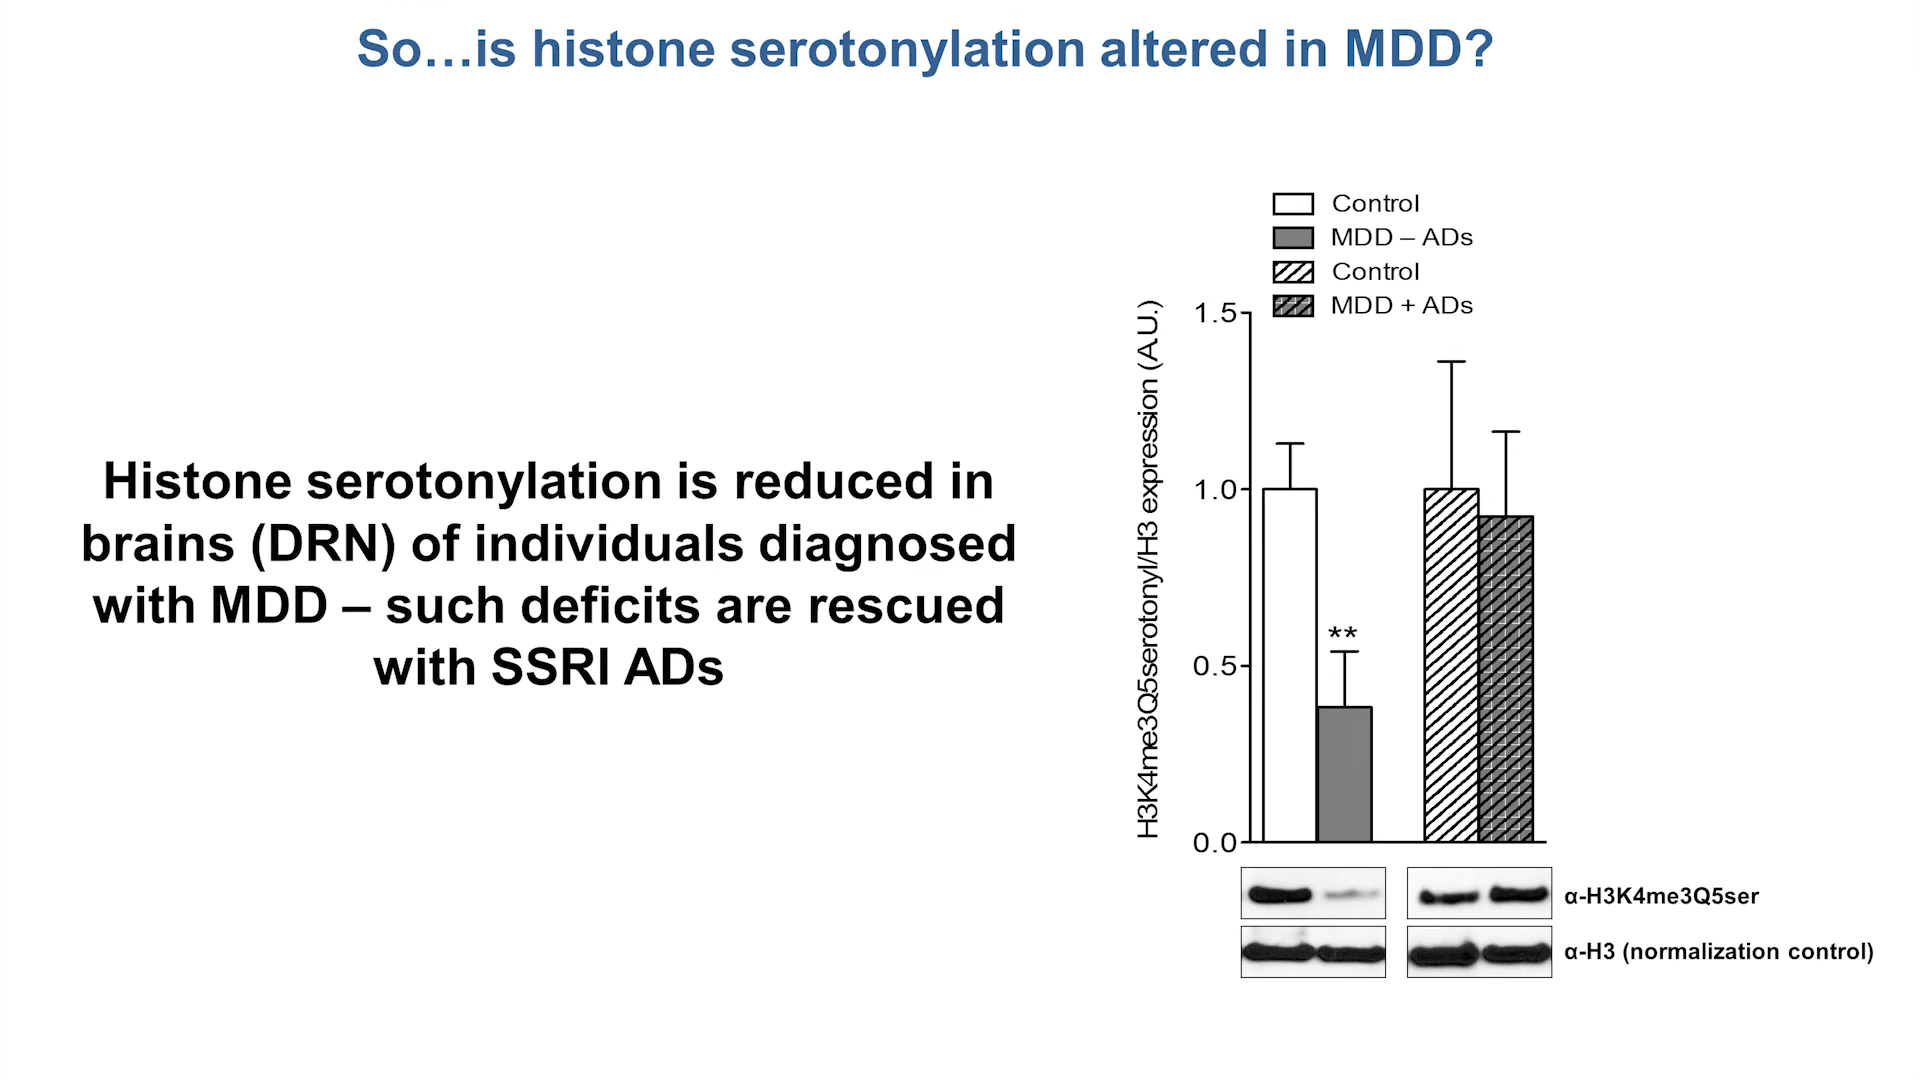 So…is histone serotonylation altered in MDD?
Histone serotonylation is reduced in
brains (DRN) of individuals diagnosed
with MDD – such deficits are rescued
with SSRI ADs
Control
MDD – ADs
Control
MDD + ADs
H3K4me3Q5serotonyl/H3 expression (A.U.)
1.5
1.0
0.5
0.0
**
α-H3K4me3Q5ser
α-H3 (normalization control)